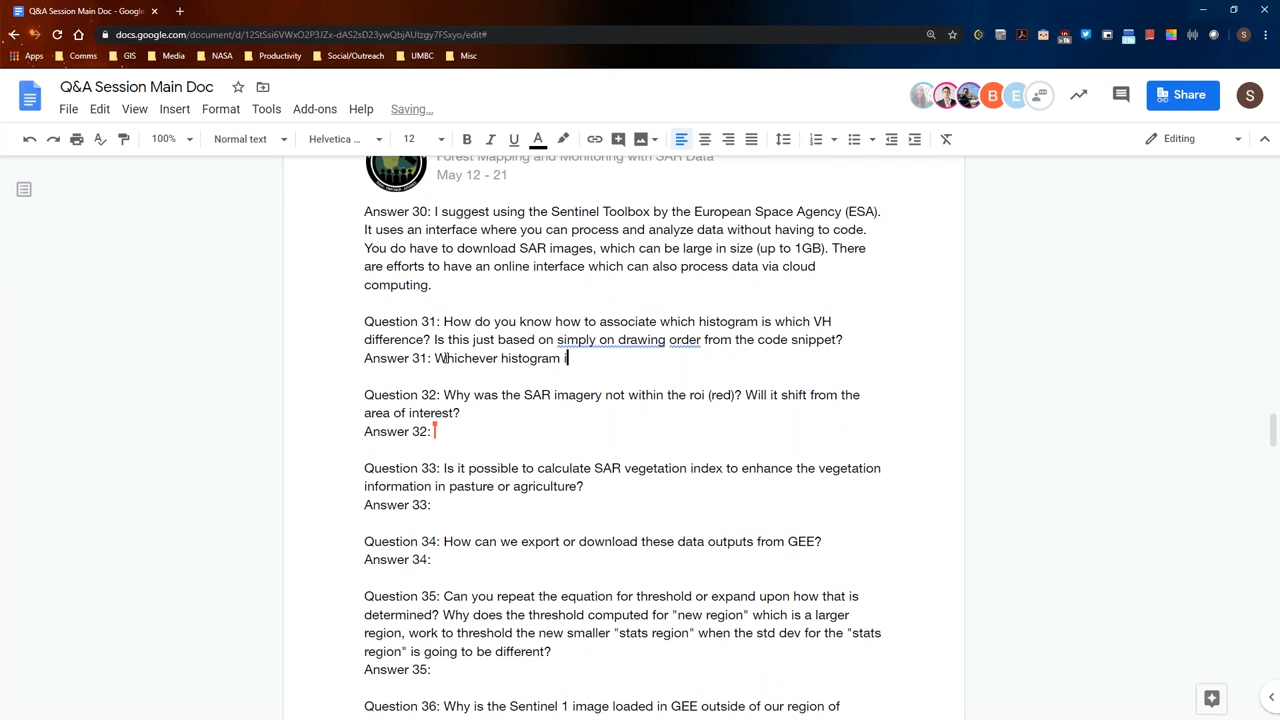 Q&A Session Main Doc - Google
docs.google.com/document/d/12StSsi6VWxO2P3JZx-dAS2sD23ywQbjAUIzgy7FSxyo/edit#
S
Apps Comms GIS Media NASA Productivity Social/Outreach UMBC Misc
Q&A Session Main Doc
File Edit View Insert Format Tools Add-ons Help Saving...
B E Share S
100% Normal text Helvetica ... 12 B I U A Editing
Forest Mapping and Monitoring with SAR Data
May 12 - 21
Answer 30: I suggest using the Sentinel Toolbox by the European Space Agency (ESA).
It uses an interface where you can process and analyze data without having to code.
You do have to download SAR images, which can be large in size (up to 1GB). There
are efforts to have an online interface which can also process data via cloud
computing.
Question 31: How do you know how to associate which histogram is which VH
difference? Is this just based on simply on drawing order from the code snippet?
Answer 31: Whichever histogram i
Question 32: Why was the SAR imagery not within the roi (red)? Will it shift from the
area of interest?
Answer 32:
Question 33: Is it possible to calculate SAR vegetation index to enhance the vegetation
information in pasture or agriculture?
Answer 33:
Question 34: How can we export or download these data outputs from GEE?
Answer 34:
Question 35: Can you repeat the equation for threshold or expand upon how that is
determined? Why does the threshold computed for "new region" which is a larger
region, work to threshold the new smaller "stats region" when the std dev for the "stats
region" is going to be different?
Answer 35:
Question 36: Why is the Sentinel 1 image loaded in GEE outside of our region of